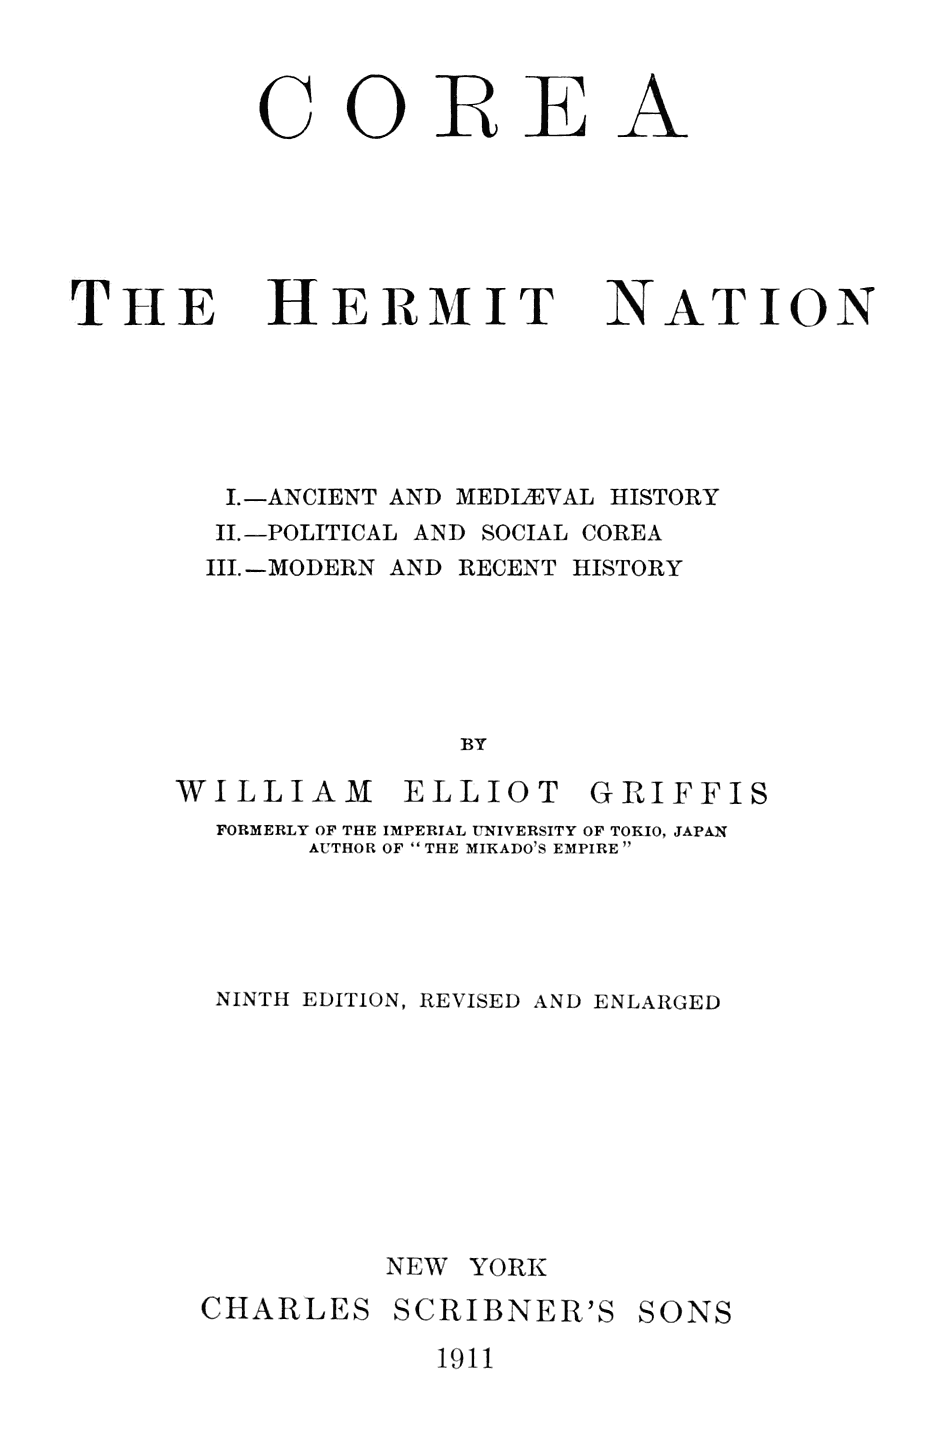 COREA
THE HERMIT NATION
I.—ANCIENT AND MEDIÆVAL HISTORY
II.—POLITICAL AND SOCIAL COREA
III.—MODERN AND RECENT HISTORY
BY
WILLIAM ELLIOT GRIFFIS
FORMERLY OF THE IMPERIAL UNIVERSITY OF TOKIO, JAPAN
AUTHOR OF “THE MIKADO’S EMPIRE”
NINTH EDITION, REVISED AND ENLARGED
NEW YORK
CHARLES SCRIBNER’S SONS
1911